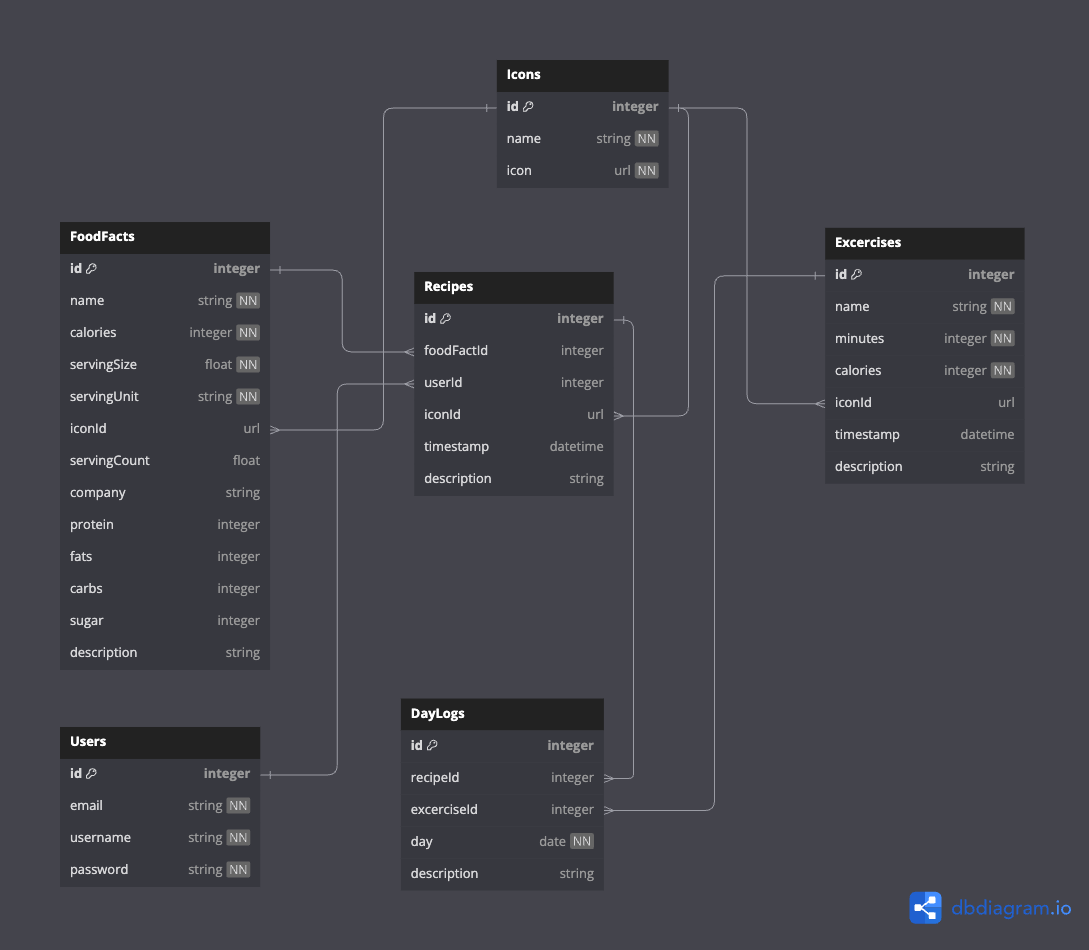 Icons
id integer
name string NN
icon url NN
FoodFacts
id integer
name string NN
calories integer NN
servingSize float NN
servingUnit string NN
iconId url
servingCount float
company string
protein integer
fats integer
carbs integer
sugar integer
description string
Recipes
id integer
foodFactId integer
userId integer
iconId url
timestamp datetime
description string
Excercises
id integer
name string NN
minutes integer NN
calories integer NN
iconId url
timestamp datetime
description string
Users
id integer
email string NN
username string NN
password string NN
DayLogs
id integer
recipeId integer
excerciseId integer
day date NN
description string
dbdiagram.io